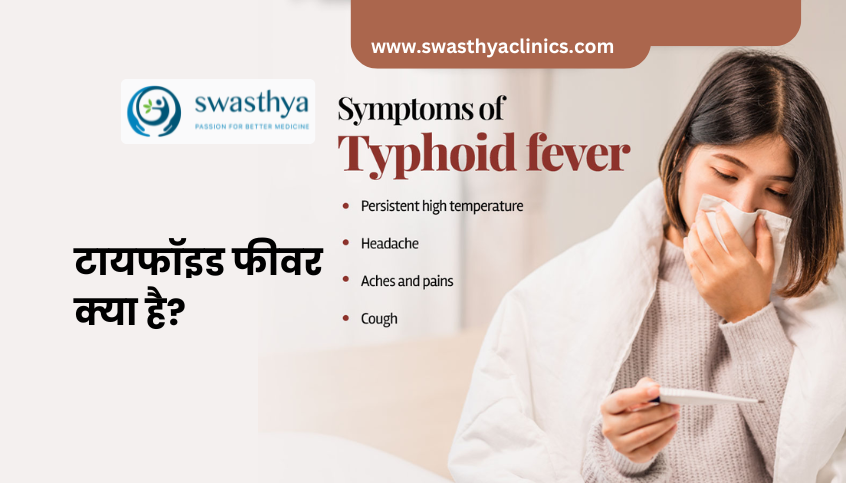 www.swasthyaclinics.com
swasthya
PASSION FOR BETTER MEDICINE
Symptoms of
Typhoid fever
• Persistent high temperature
• Headache
• Aches and pains
• Cough
टायफॉइड फीवर
क्या है?